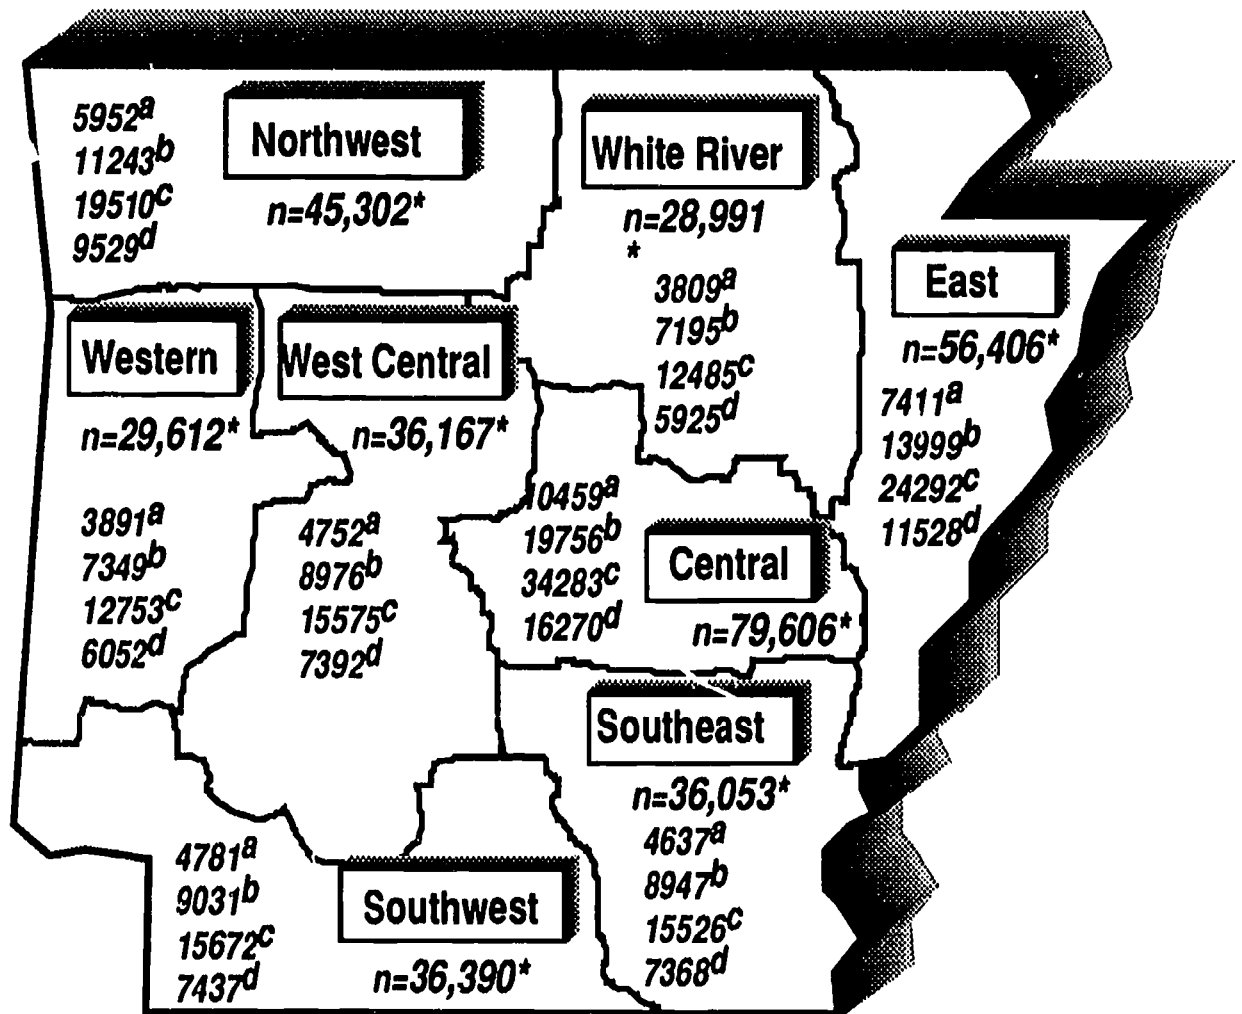 5952a
11243b
19510c
9529d
Northwest
n=45,302*
White River
n=28,991
*
3809a
7195b
12485c
5925d
East
n=56,406*
7411a
13999b
24292c
11528d
Western
n=29,612*
3891a
7349b
12753c
6052d
West Central
n=36,167*
4752a
8976b
15575c
7392d
10459a
19756b
34283c
16270d
Central
n=79,606*
Southeast
n=36,053*
4637a
8947b
15526c
7368d
4781a
9031b
15672c
7437d
Southwest
n=36,390*